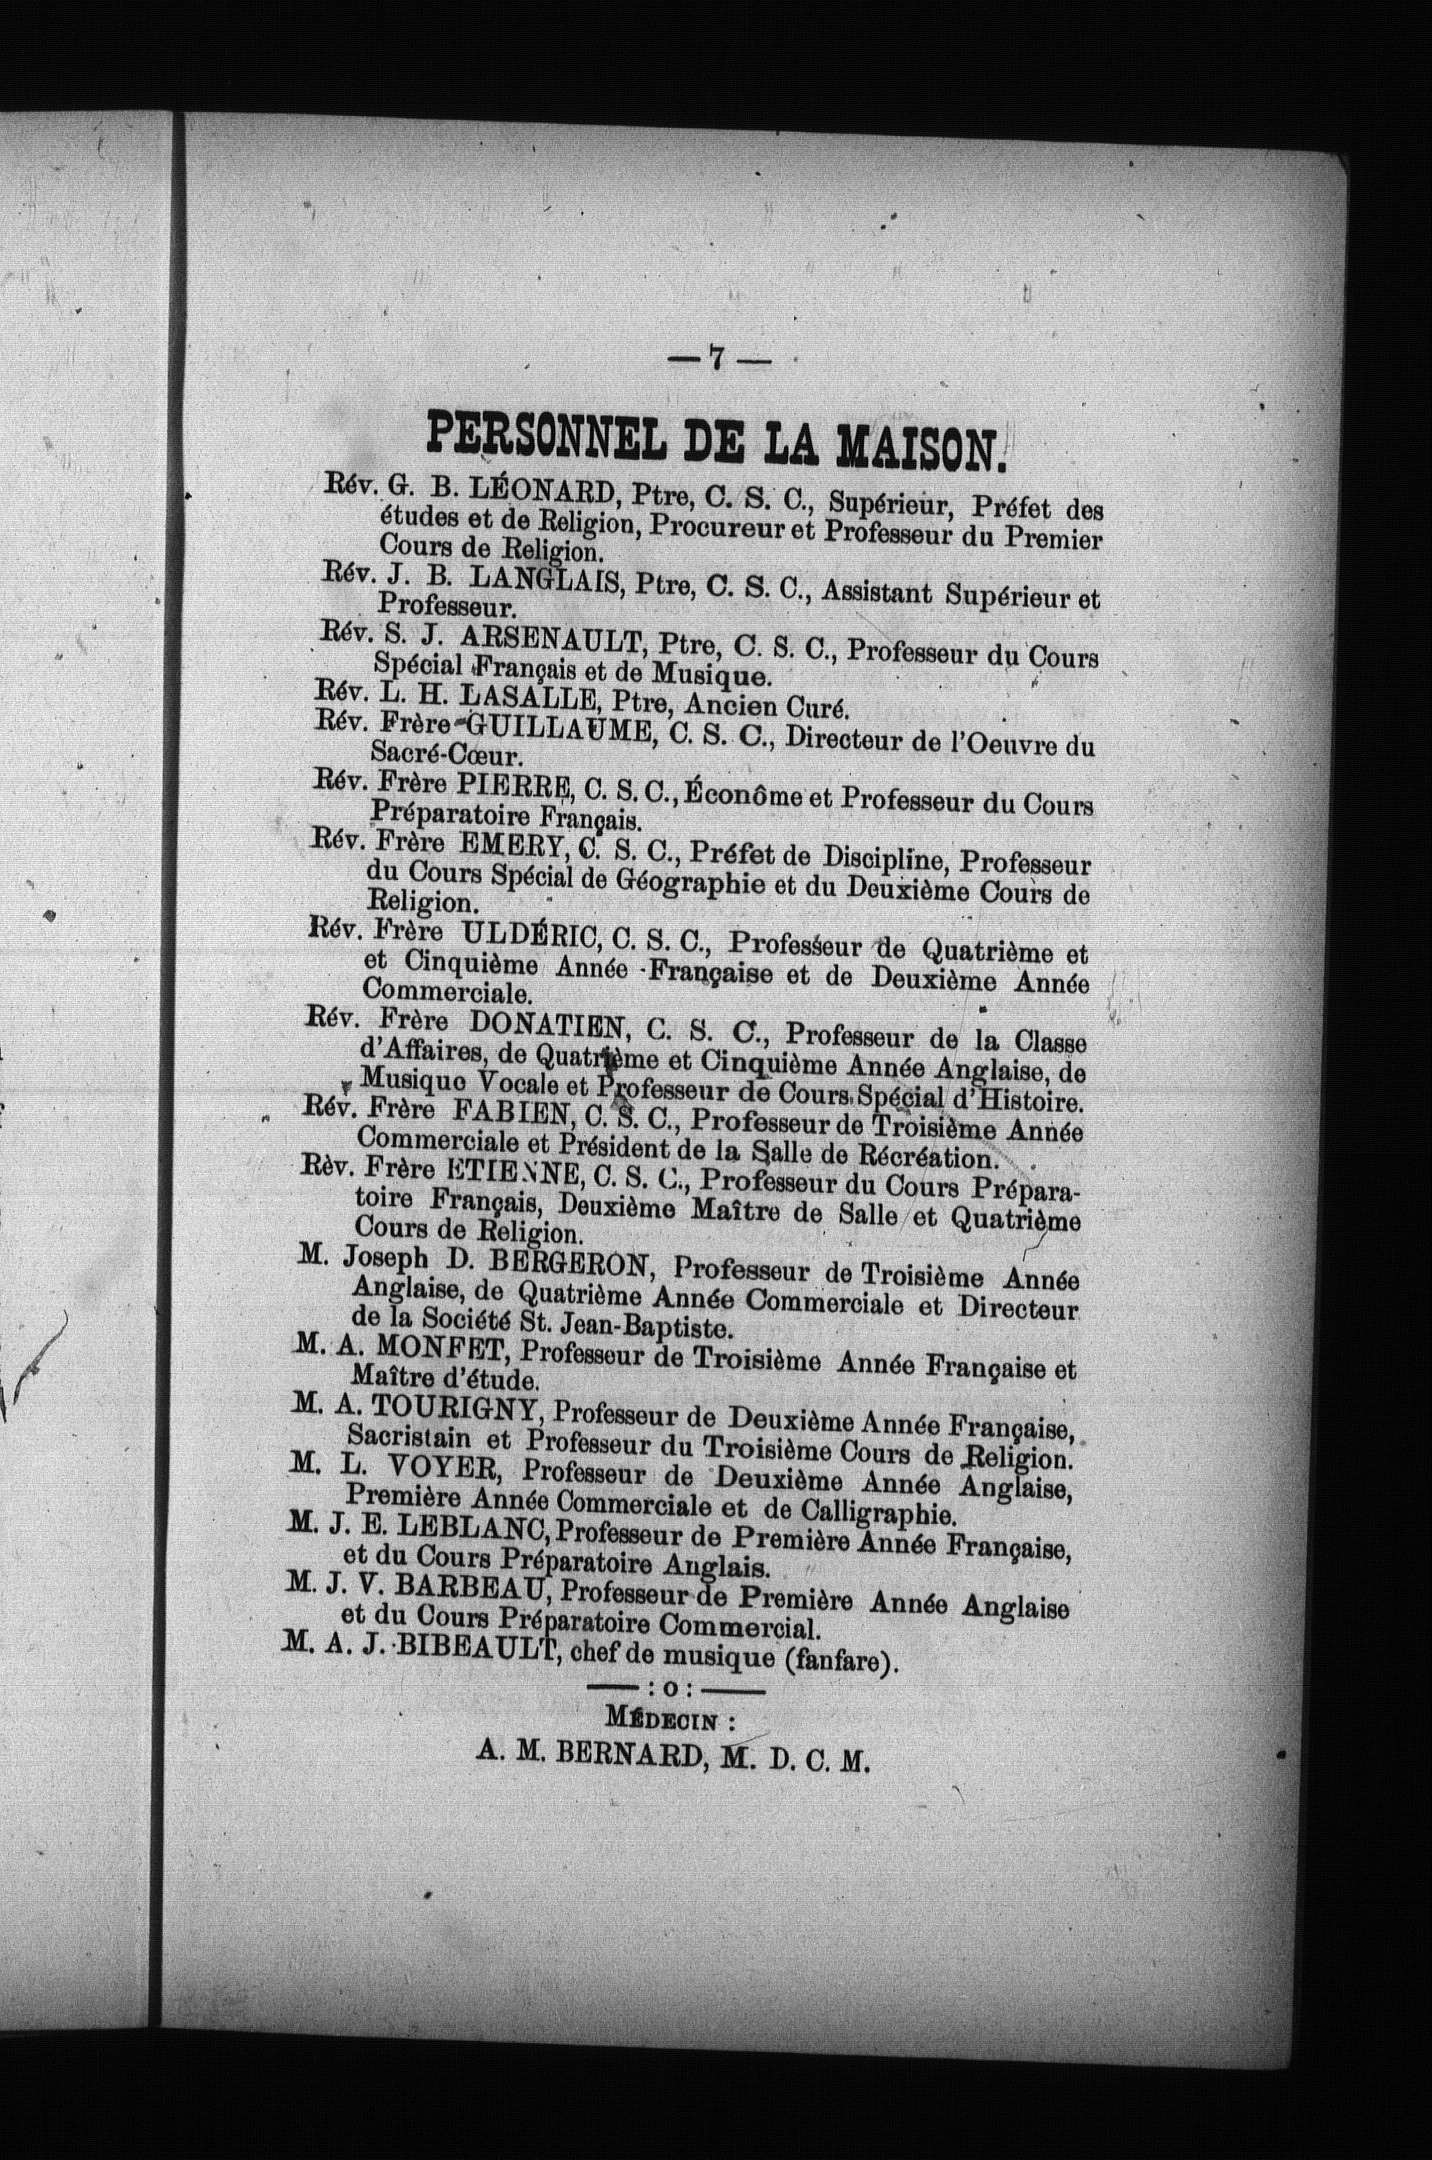 — 7 —
PERSONNEL DE LA MAISON.
Rév. G. B. LÉONARD, Ptre, C. S. C., Supérieur, Préfet des
études et de Religion, Procureur et Professeur du Premier
Cours de Religion.
Rév. J. B. LANGLAIS, Ptre, C. S. C., Assistant Supérieur et
Professeur.
Rév. S. J. ARSENAULT, Ptre, C. S. C., Professeur du Cours
Spécial Français et de Musique.
Rév. L. H. LASALLE, Ptre, Ancien Curé.
Rév. Frère GUILLAUME, C. S. C., Directeur de l'Oeuvre du
Sacré-Cœur.
Rév. Frère PIERRE, C. S. C., Éconôme et Professeur du Cours
Préparatoire Français.
Rév. Frère EMERY, C. S. C., Préfet de Discipline, Professeur
du Cours Spécial de Géographie et du Deuxième Cours de
Religion.
Rév. Frère ULDÉRIC, C. S. C., Professeur de Quatrième et
et Cinquième Année Française et de Deuxième Année
Commerciale.
Rév. Frère DONATIEN, C. S. C., Professeur de la Classe
d'Affaires, de Quatrième et Cinquième Année Anglaise, de
Musique Vocale et Professeur de Cours Spécial d'Histoire.
Rév. Frère FABIEN, C. S. C., Professeur de Troisième Année
Commerciale et Président de la Salle de Récréation.
Rèv. Frère ETIENNE, C. S. C., Professeur du Cours Prépara-
toire Français, Deuxième Maître de Salle et Quatrième
Cours de Religion.
M. Joseph D. BERGERON, Professeur de Troisième Année
Anglaise, de Quatrième Année Commerciale et Directeur
de la Société St. Jean-Baptiste.
M. A. MONFET, Professeur de Troisième Année Française et
Maître d'étude.
M. A. TOURIGNY, Professeur de Deuxième Année Française,
Sacristain et Professeur du Troisième Cours de Religion.
M. L. VOYER, Professeur de Deuxième Année Anglaise,
Première Année Commerciale et de Calligraphie.
M. J. E. LEBLANC, Professeur de Première Année Française,
et du Cours Préparatoire Anglais.
M. J. V. BARBEAU, Professeur de Première Année Anglaise
et du Cours Préparatoire Commercial.
M. A. J. BIBEAULT, chef de musique (fanfare).
—— : o : ——
MÉDECIN :
A. M. BERNARD, M. D. C. M.